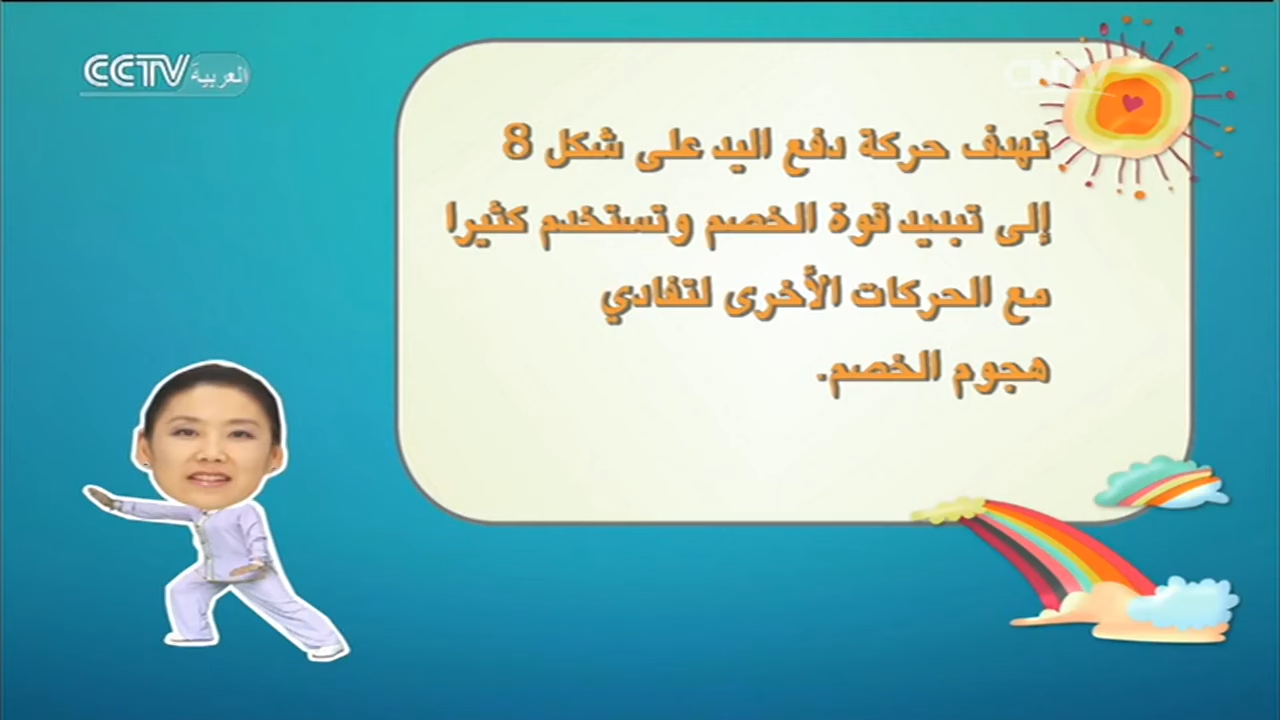 CCTV العربية
CNTV
تهدف حركة دفع اليد على شكل 8
إلى تبديد قوة الخصم وتستخدم كثيرا
مع الحركات الأخرى لتفادي
هجوم الخصم.